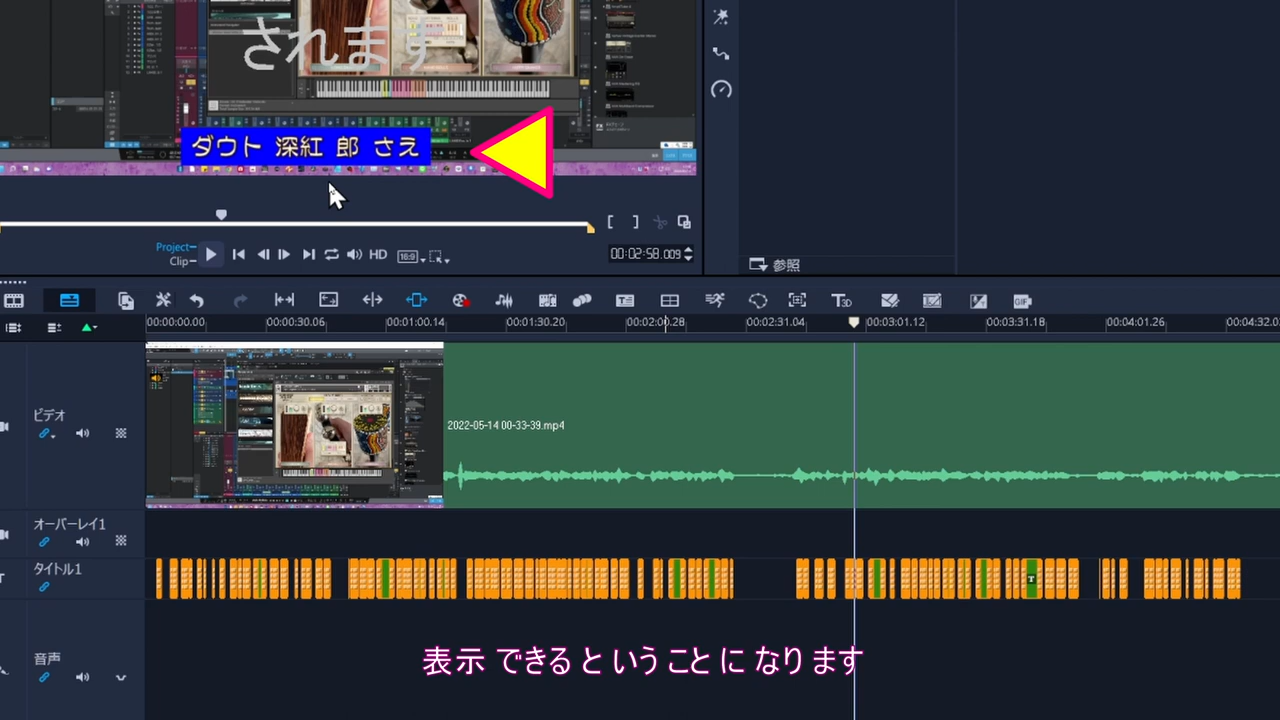 されます
ダウト 深紅 郎 さえ
Project
Clip
HD
16:9
00:02:58.009
参照
T3D
GIF
00:00:00.00
00:00:30.06
00:01:00.14
00:01:30.20
00:02:00.28
00:02:31.04
00:03:01.12
00:03:31.18
00:04:01.26
00:04:32.0
ビデオ
2022-05-14 00-33-39.mp4
オーバーレイ1
タイトル1
T
音声
表示 できる と いう こと に なり ます